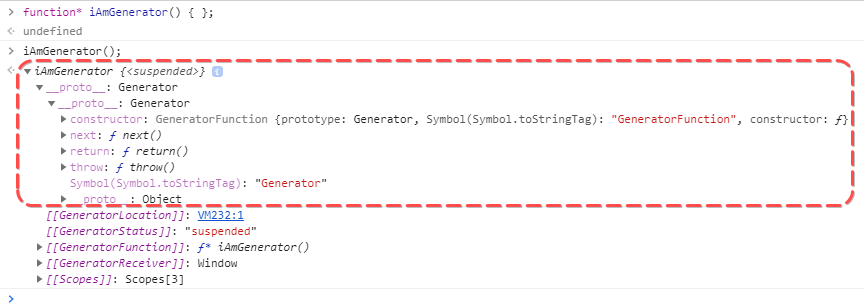 > function* iAmGenerator() { };
<· undefined
> iAmGenerator();
<· ▼iAmGenerator {<suspended>} i
▼__proto__: Generator
▼__proto__: Generator
▶constructor: GeneratorFunction {prototype: Generator, Symbol(Symbol.toStringTag): "GeneratorFunction", constructor: ƒ}
▶next: ƒ next()
▶return: ƒ return()
▶throw: ƒ throw()
Symbol(Symbol.toStringTag): "Generator"
▶__proto__: Object
[[GeneratorLocation]]: VM232:1
[[GeneratorStatus]]: "suspended"
▶[[GeneratorFunction]]: ƒ* iAmGenerator()
▶[[GeneratorReceiver]]: Window
▶[[Scopes]]: Scopes[3]
>